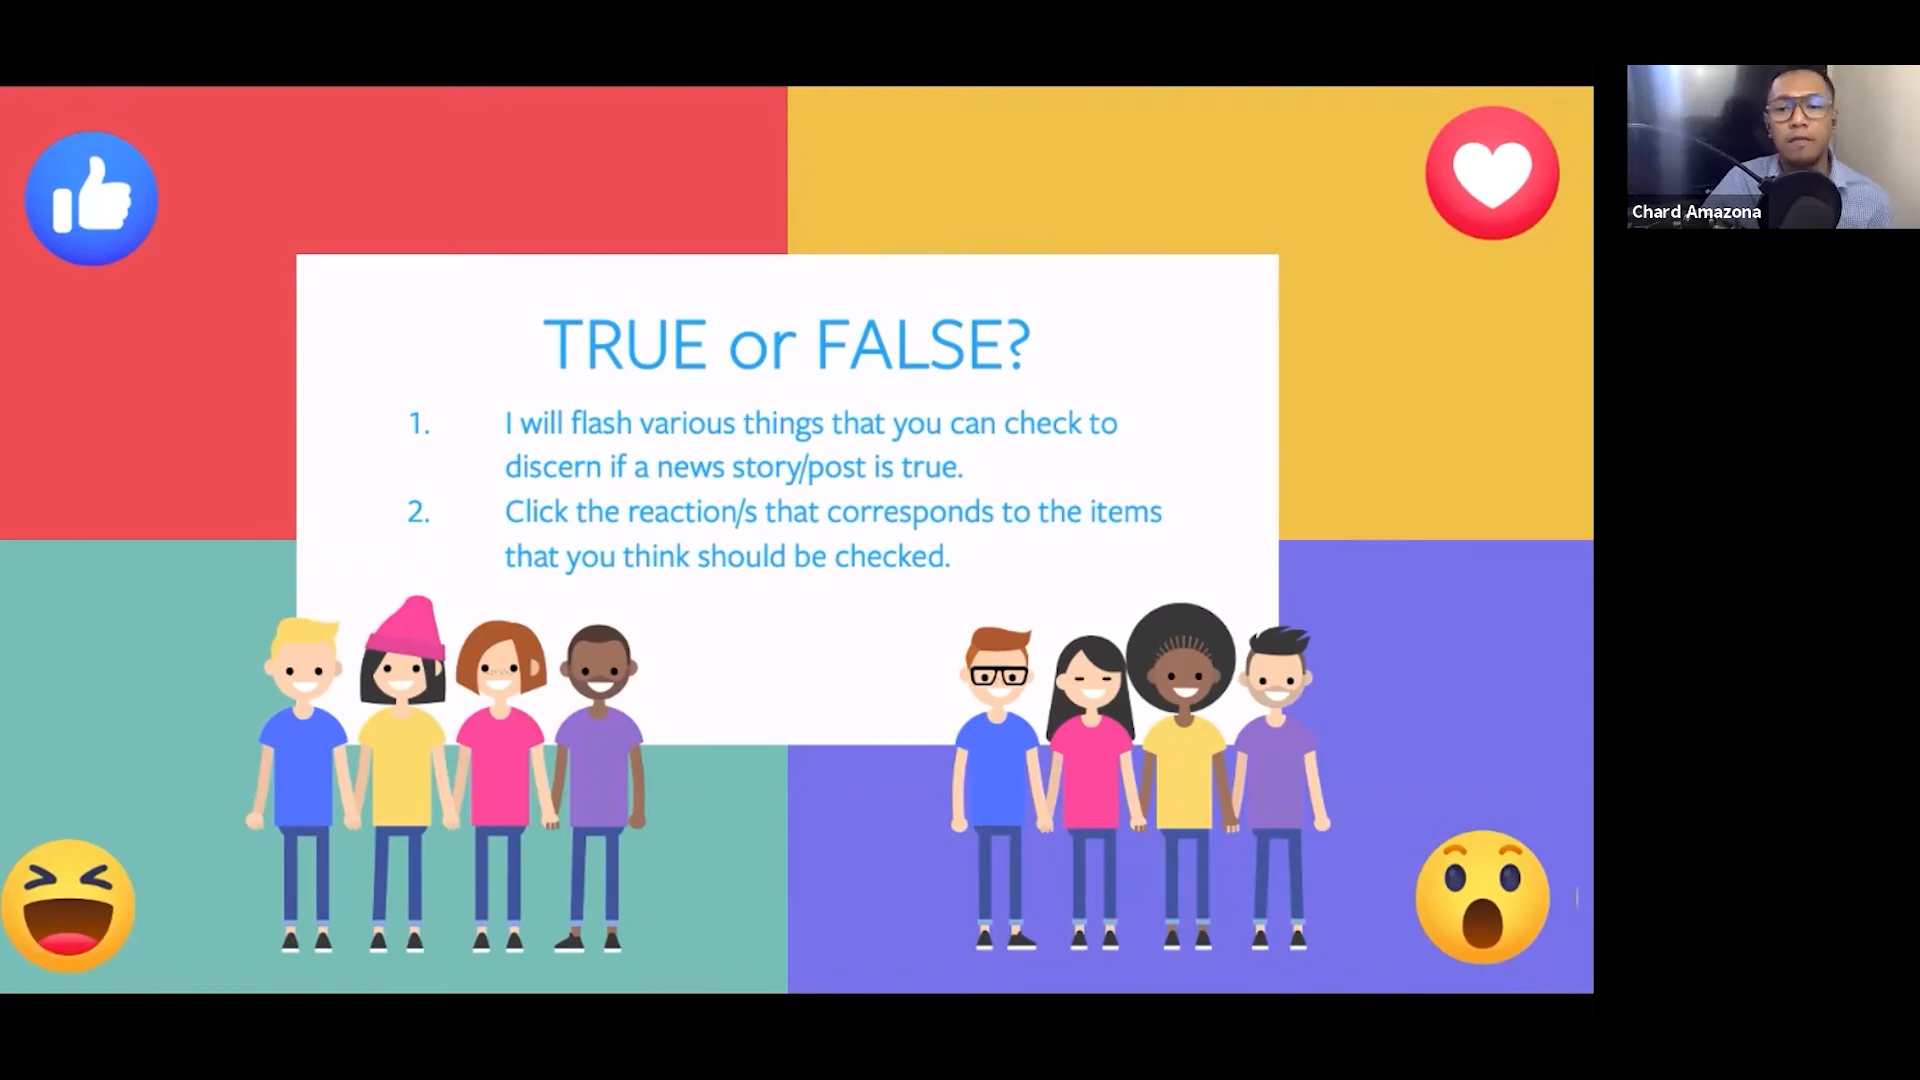 TRUE or FALSE?
1. I will flash various things that you can check to
discern if a news story/post is true.
2. Click the reaction/s that corresponds to the items
that you think should be checked.
Chard Amazona